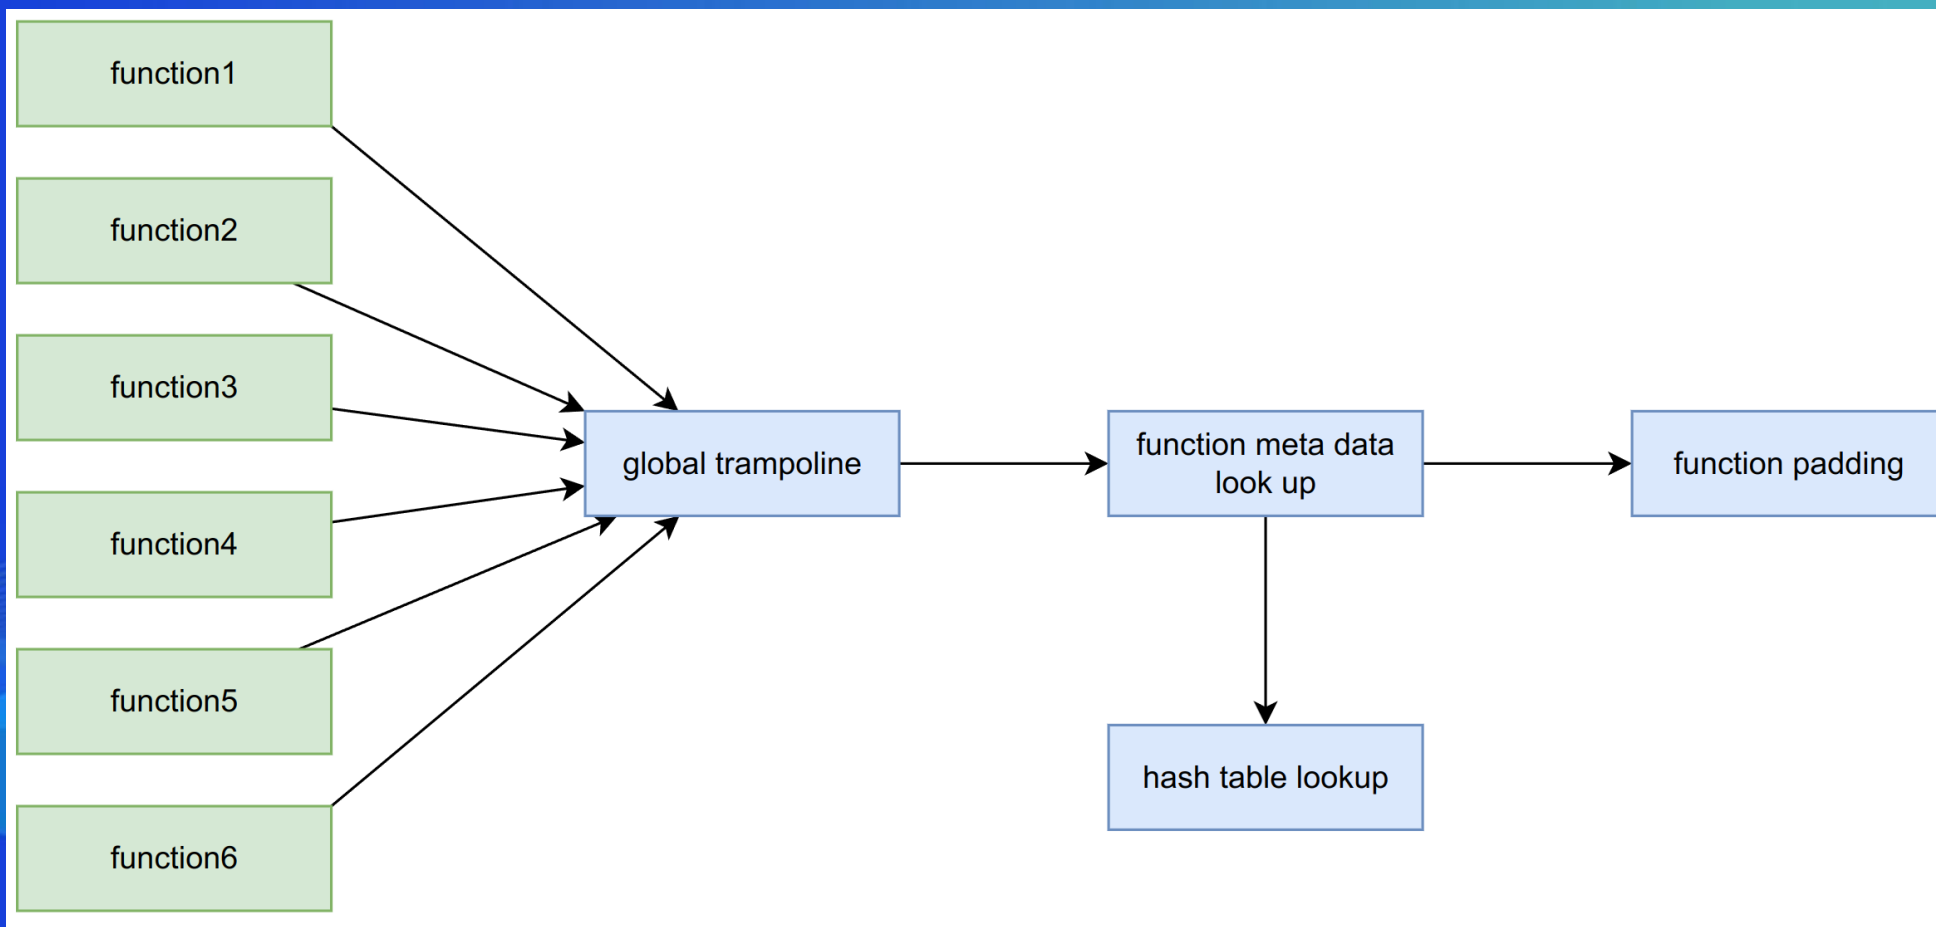 function1
function2
function3
function4
function5
function6
global trampoline
function meta data
look up
function padding
hash table lookup